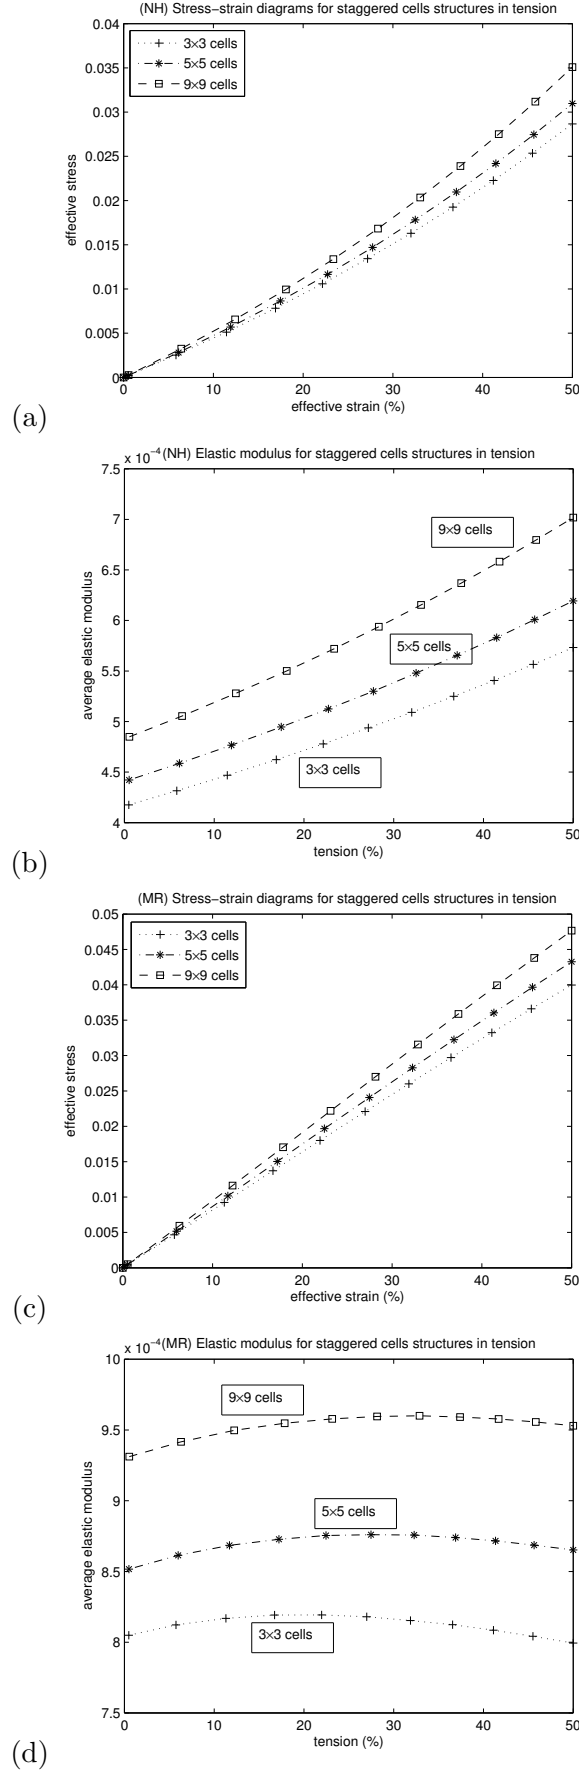 (NH) Stress−strain diagrams for staggered cells structures in tension
0.04
0.035
0.03
0.025
0.02
0.015
0.01
0.005
0
effective stress
3×3 cells
5×5 cells
9×9 cells
0 10 20 30 40 50
effective strain (%)
(a)
x 10⁻⁴ (NH) Elastic modulus for staggered cells structures in tension
7.5
7
6.5
6
5.5
5
4.5
4
average elastic modulus
9×9 cells
5×5 cells
3×3 cells
0 10 20 30 40 50
tension (%)
(b)
(MR) Stress−strain diagrams for staggered cells structures in tension
0.05
0.045
0.04
0.035
0.03
0.025
0.02
0.015
0.01
0.005
0
effective stress
3×3 cells
5×5 cells
9×9 cells
0 10 20 30 40 50
effective strain (%)
(c)
x 10⁻⁴ (MR) Elastic modulus for staggered cells structures in tension
10
9.5
9
8.5
8
7.5
average elastic modulus
9×9 cells
5×5 cells
3×3 cells
0 10 20 30 40 50
tension (%)
(d)